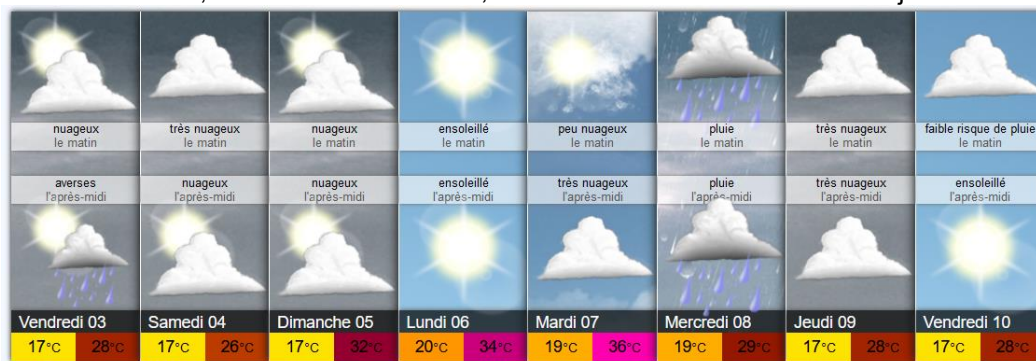 nuageux
le matin
très nuageux
le matin
nuageux
le matin
ensoleillé
le matin
peu nuageux
le matin
pluie
le matin
très nuageux
le matin
faible risque de pluie
le matin
averses
l'après-midi
nuageux
l'après-midi
nuageux
l'après-midi
ensoleillé
l'après-midi
très nuageux
l'après-midi
pluie
l'après-midi
très nuageux
l'après-midi
ensoleillé
l'après-midi
Vendredi 03
Samedi 04
Dimanche 05
Lundi 06
Mardi 07
Mercredi 08
Jeudi 09
Vendredi 10
17°C 28°C
17°C 26°C
17°C 32°C
20°C 34°C
19°C 36°C
19°C 29°C
17°C 28°C
17°C 28°C